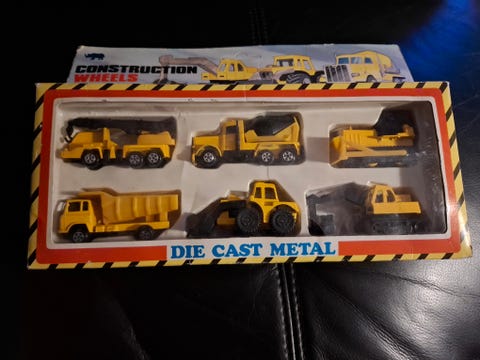 CONSTRUCTION
WHEELS
DIE CAST METAL